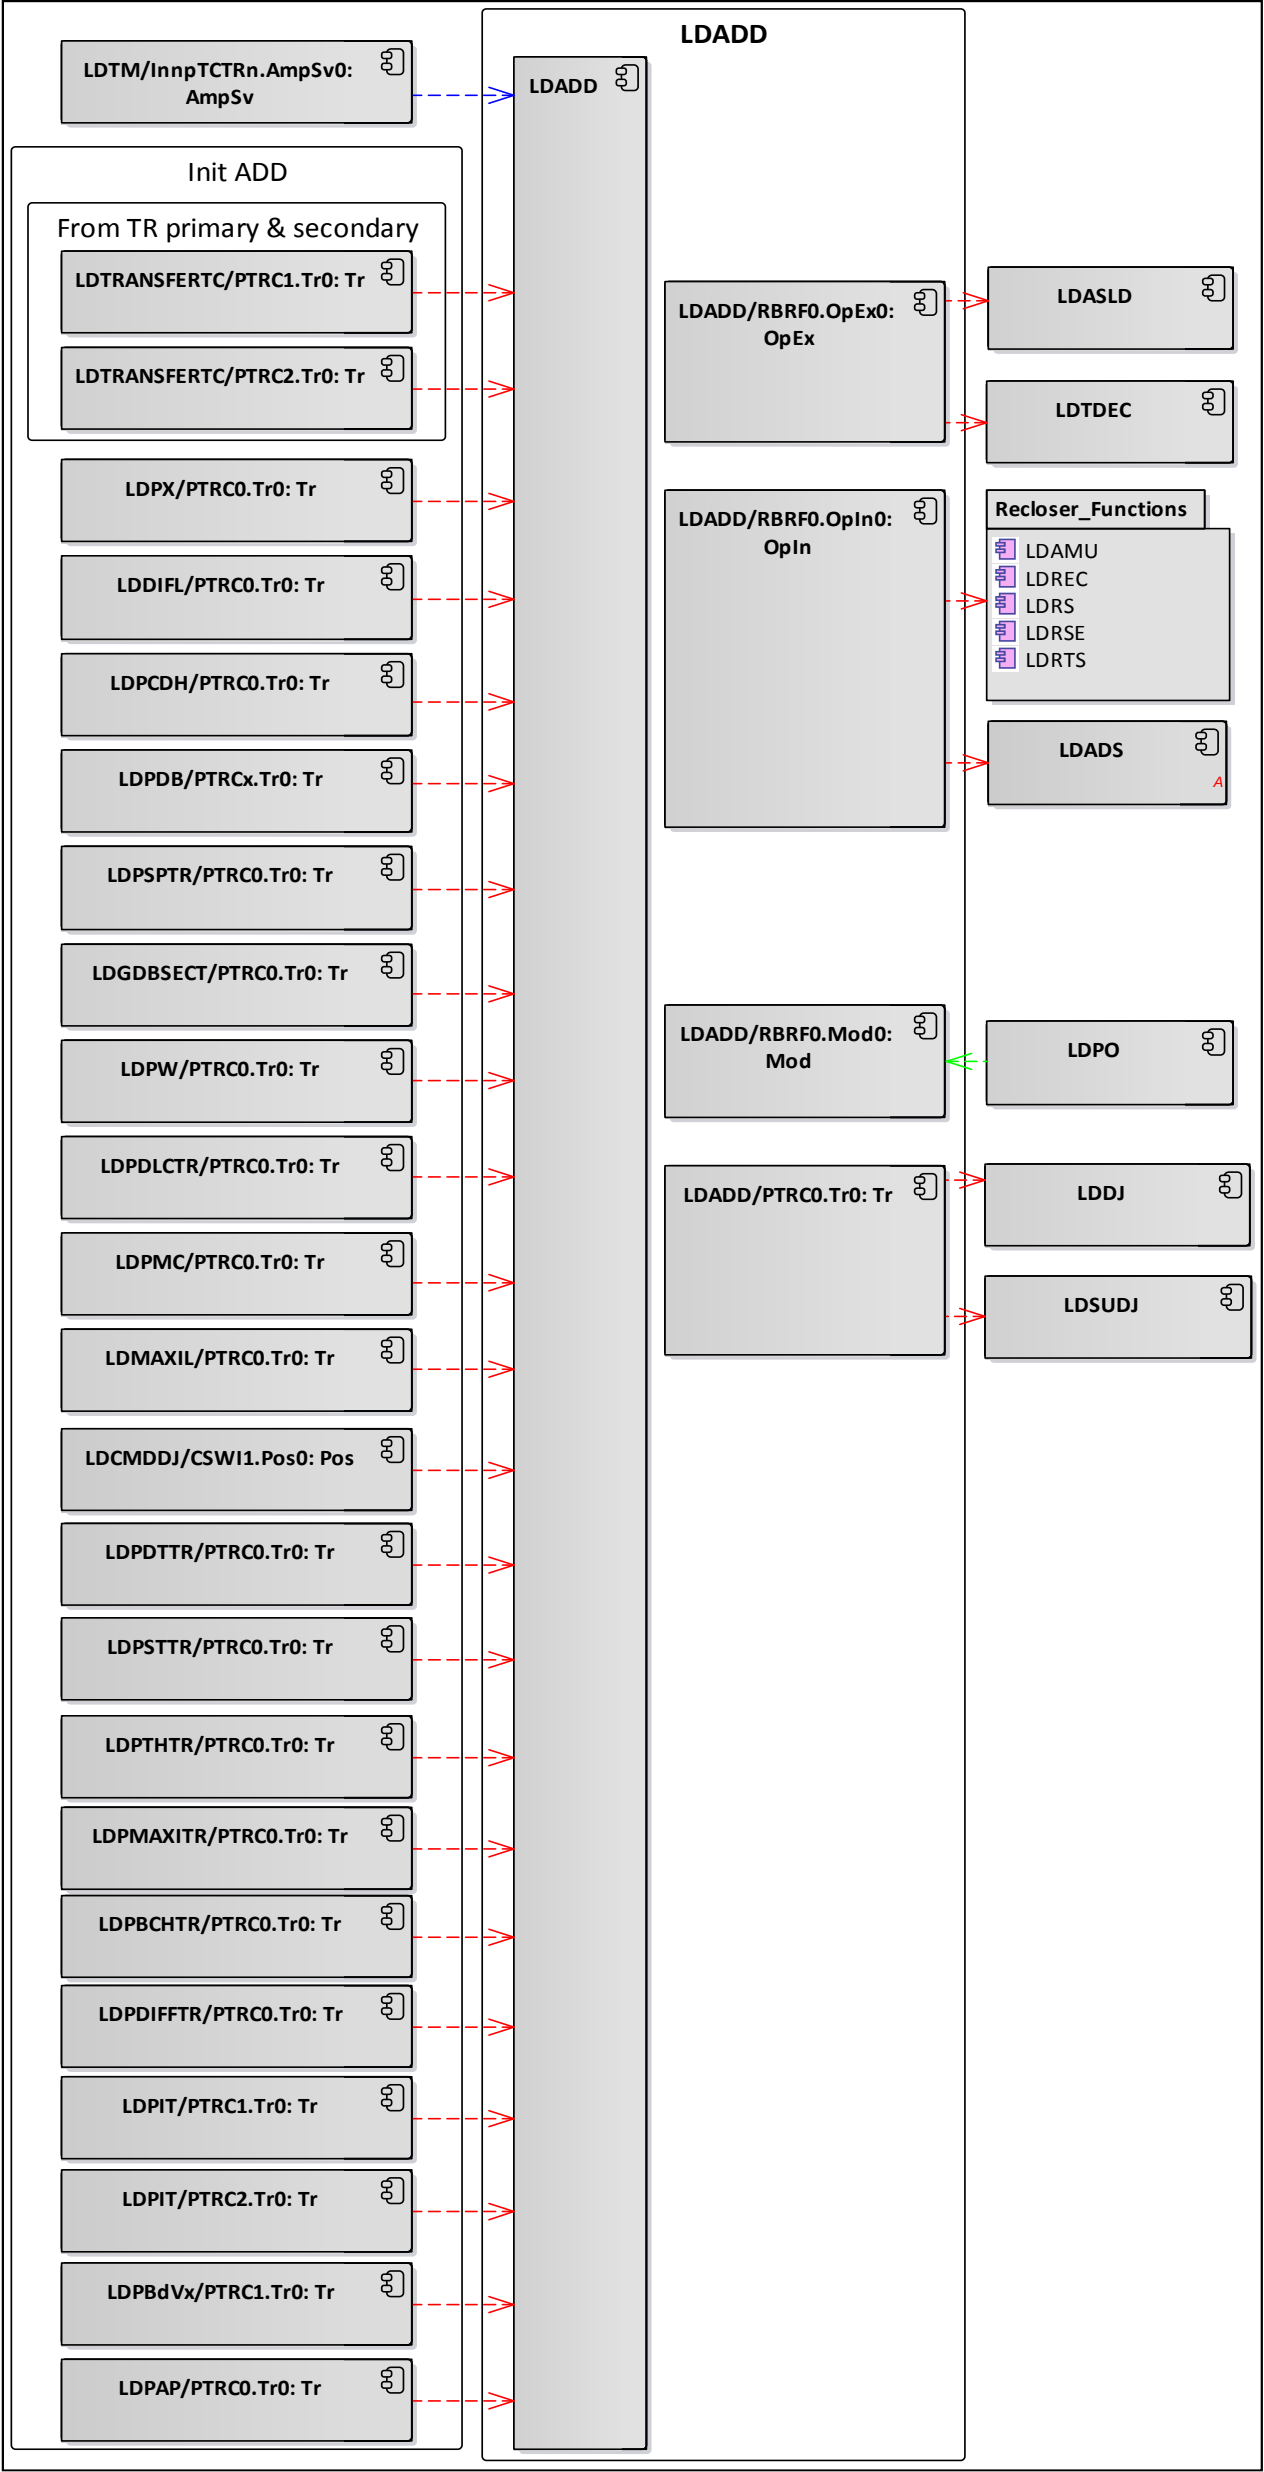 LDADD
LDTM/InnpTCTRn.AmpSv0:
AmpSv
LDADD
Init ADD
From TR primary & secondary
LDTRANSFERTC/PTRC1.Tr0: Tr
LDTRANSFERTC/PTRC2.Tr0: Tr
LDPX/PTRC0.Tr0: Tr
LDDIFL/PTRC0.Tr0: Tr
LDPCDH/PTRC0.Tr0: Tr
LDPDB/PTRCx.Tr0: Tr
LDPSPTR/PTRC0.Tr0: Tr
LDGDBSECT/PTRC0.Tr0: Tr
LDPW/PTRC0.Tr0: Tr
LDPDLCTR/PTRC0.Tr0: Tr
LDPMC/PTRC0.Tr0: Tr
LDMAXIL/PTRC0.Tr0: Tr
LDCMDDJ/CSWI1.Pos0: Pos
LDPDTTR/PTRC0.Tr0: Tr
LDPSTTR/PTRC0.Tr0: Tr
LDPTHTR/PTRC0.Tr0: Tr
LDPMAXITR/PTRC0.Tr0: Tr
LDPBCHTR/PTRC0.Tr0: Tr
LDPDIFFTR/PTRC0.Tr0: Tr
LDPIT/PTRC1.Tr0: Tr
LDPIT/PTRC2.Tr0: Tr
LDPBdVx/PTRC1.Tr0: Tr
LDPAP/PTRC0.Tr0: Tr
LDADD/RBRF0.OpEx0:
OpEx
LDADD/RBRF0.OpIn0:
OpIn
LDADD/RBRF0.Mod0:
Mod
LDADD/PTRC0.Tr0: Tr
LDASLD
LDTDEC
Recloser_Functions
LDAMU
LDREC
LDRS
LDRSE
LDRTS
LDADS
A
LDPO
LDDJ
LDSUDJ